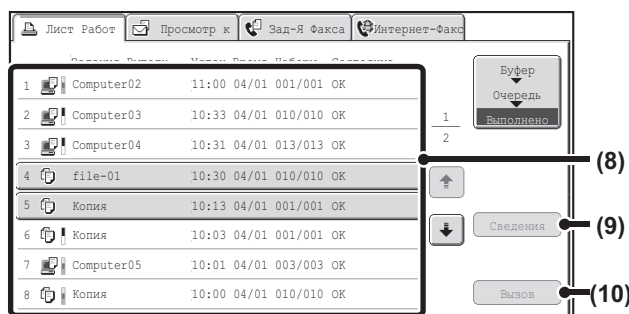 Лист Работ Просмотр к Зад-Я Факса Интернет-Факс
1 Computer02 11:00 04/01 001/001 OK
2 Computer03 10:33 04/01 010/010 OK
3 Computer04 10:31 04/01 013/013 OK
4 file-01 10:30 04/01 010/010 OK
5 Копия 10:13 04/01 001/001 OK
6 Копия 10:03 04/01 001/001 OK
7 Computer05 10:01 04/01 003/003 OK
8 Копия 10:00 04/01 010/010 OK
1
2
Буфер
Очередь
Выполнено
Сведения
Вызов
(8)
(9)
(10)